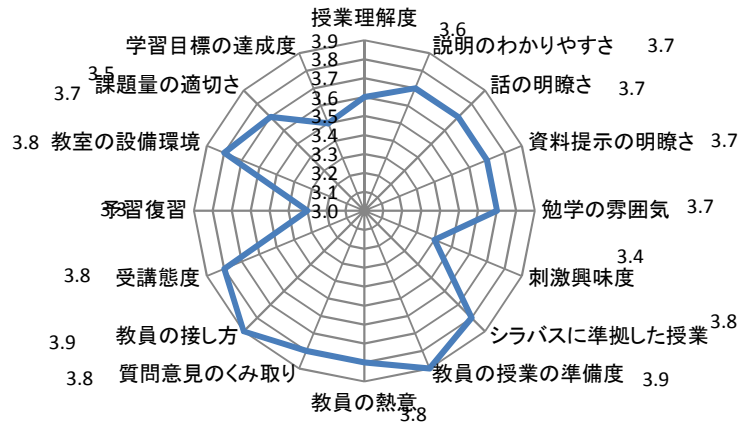 授業理解度
3.6
説明のわかりやすさ 3.7
話の明瞭さ 3.7
資料提示の明瞭さ 3.7
勉学の雰囲気 3.7
刺激興味度
3.4
シラバスに準拠した授業
3.8
教員の授業の準備度 3.9
教員の熱意
3.8
質問意見のくみ取り
3.8
教員の接し方
3.9
受講態度
3.8
予習復習
3.3
教室の設備環境
3.8
課題量の適切さ
3.7
学習目標の達成度
3.5
3.9
3.8
3.7
3.6
3.5
3.4
3.3
3.2
3.1
3.0